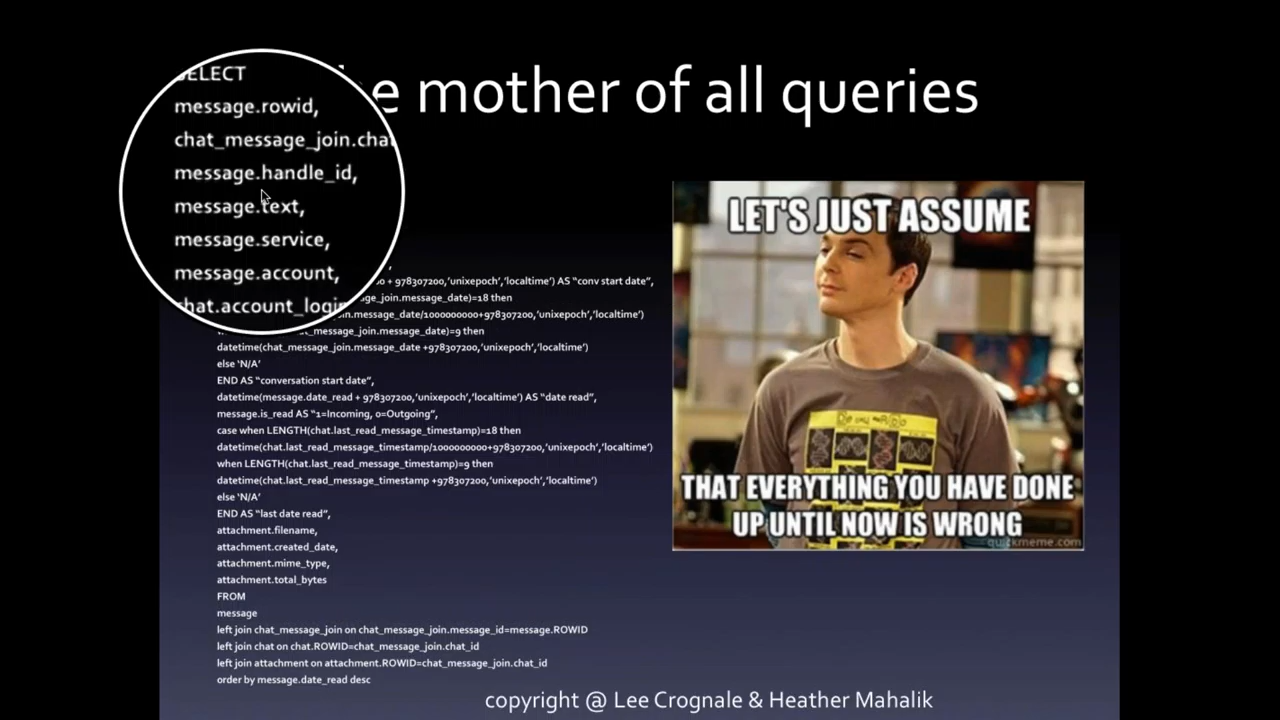 he mother of all queries
SELECT
message.rowid,
chat_message_join.chat
message.handle_id,
message.text,
message.service,
message.account,
chat.account_login
+ 978307200,'unixepoch','localtime') AS “conv start date”,
_join.message_date)=18 then
join.message_date/1000000000+978307200,'unixepoch','localtime')
_join.message_date)=9 then
datetime(chat_message_join.message_date +978307200,'unixepoch','localtime')
else ‘N/A’
END AS “conversation start date”,
datetime(message.date_read + 978307200,'unixepoch','localtime') AS “date read”,
message.is_read AS “1=Incoming, 0=Outgoing”,
case when LENGTH(chat.last_read_message_timestamp)=18 then
datetime(chat.last_read_message_timestamp/1000000000+978307200,'unixepoch','localtime')
when LENGTH(chat.last_read_message_timestamp)=9 then
datetime(chat.last_read_message_timestamp +978307200,'unixepoch','localtime')
else ‘N/A’
END AS “last date read”,
attachment.filename,
attachment.created_date,
attachment.mime_type,
attachment.total_bytes
FROM
message
left join chat_message_join on chat_message_join.message_id=message.ROWID
left join chat on chat.ROWID=chat_message_join.chat_id
left join attachment on attachment.ROWID=chat_message_join.chat_id
order by message.date_read desc
LET'S JUST ASSUME
THAT EVERYTHING YOU HAVE DONE
UP UNTIL NOW IS WRONG
quickmeme.com
copyright @ Lee Crognale & Heather Mahalik